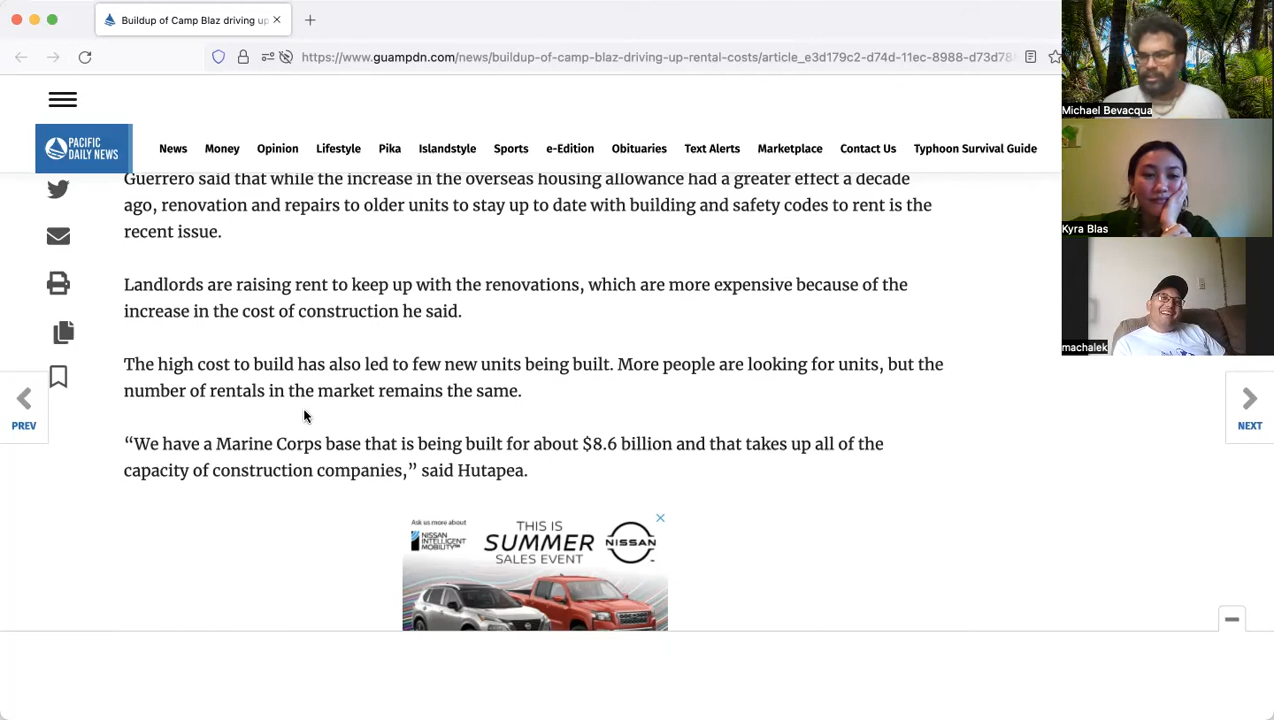 Buildup of Camp Blaz driving up
https://www.guampdn.com/news/buildup-of-camp-blaz-driving-up-rental-costs/article_e3d179c2-d74d-11ec-8988-d73d78
PACIFIC
DAILY NEWS
News Money Opinion Lifestyle Pika Islandstyle Sports e-Edition Obituaries Text Alerts Marketplace Contact Us Typhoon Survival Guide
Guerrero said that while the increase in the overseas housing allowance had a greater effect a decade
ago, renovation and repairs to older units to stay up to date with building and safety codes to rent is the
recent issue.
Landlords are raising rent to keep up with the renovations, which are more expensive because of the
increase in the cost of construction he said.
The high cost to build has also led to few new units being built. More people are looking for units, but the
number of rentals in the market remains the same.
“We have a Marine Corps base that is being built for about $8.6 billion and that takes up all of the
capacity of construction companies,” said Hutapea.
PREV
NEXT
Ask us more about
NISSAN
INTELLIGENT
MOBILITY™
THIS IS
SUMMER
SALES EVENT
NISSAN
Michael Bevacqua
Kyra Blas
machalek